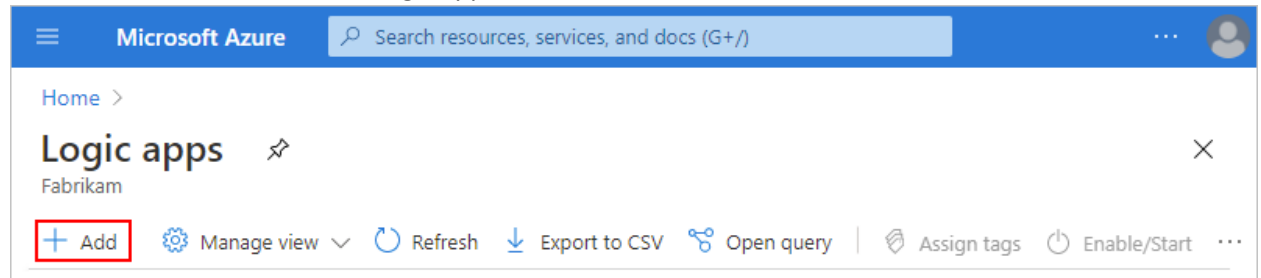 Microsoft Azure Search resources, services, and docs (G+/) ...
Home >
Logic apps
Fabrikam
+ Add Manage view Refresh Export to CSV Open query Assign tags Enable/Start ...